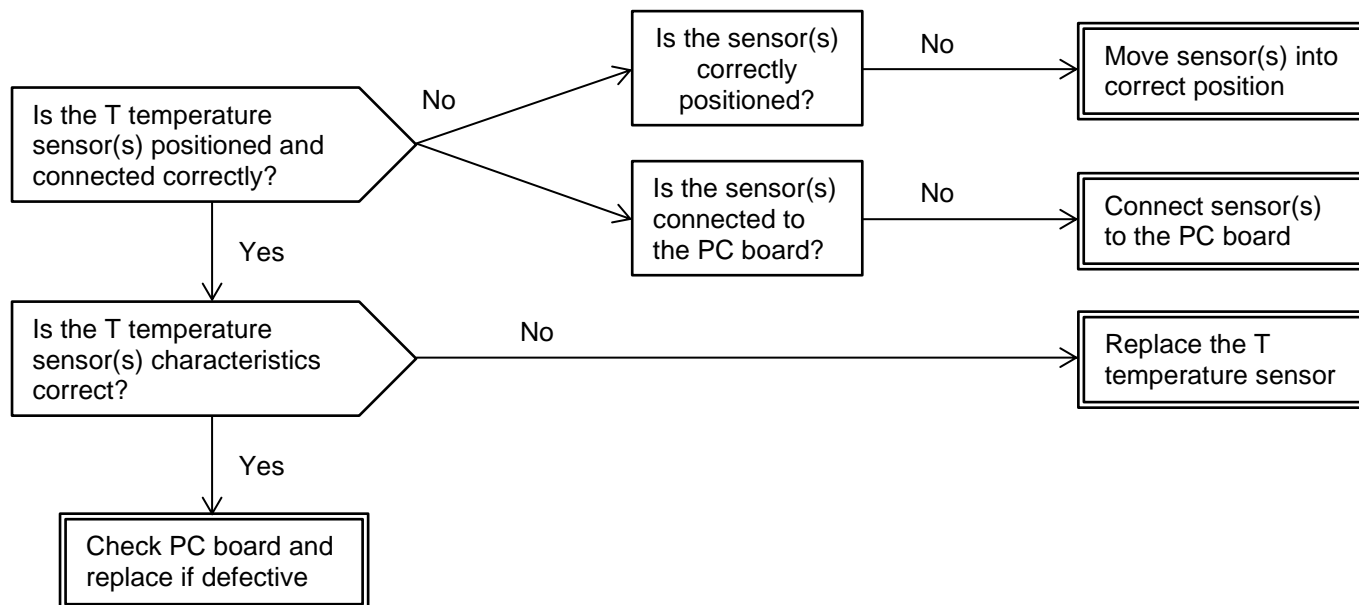 Is the sensor(s)
correctly
positioned?
No
Move sensor(s) into
correct position
Is the T temperature
sensor(s) positioned and
connected correctly?
No
Is the sensor(s)
connected to
the PC board?
No
Connect sensor(s)
to the PC board
Yes
Is the T temperature
sensor(s) characteristics
correct?
No
Replace the T
temperature sensor
Yes
Check PC board and
replace if defective